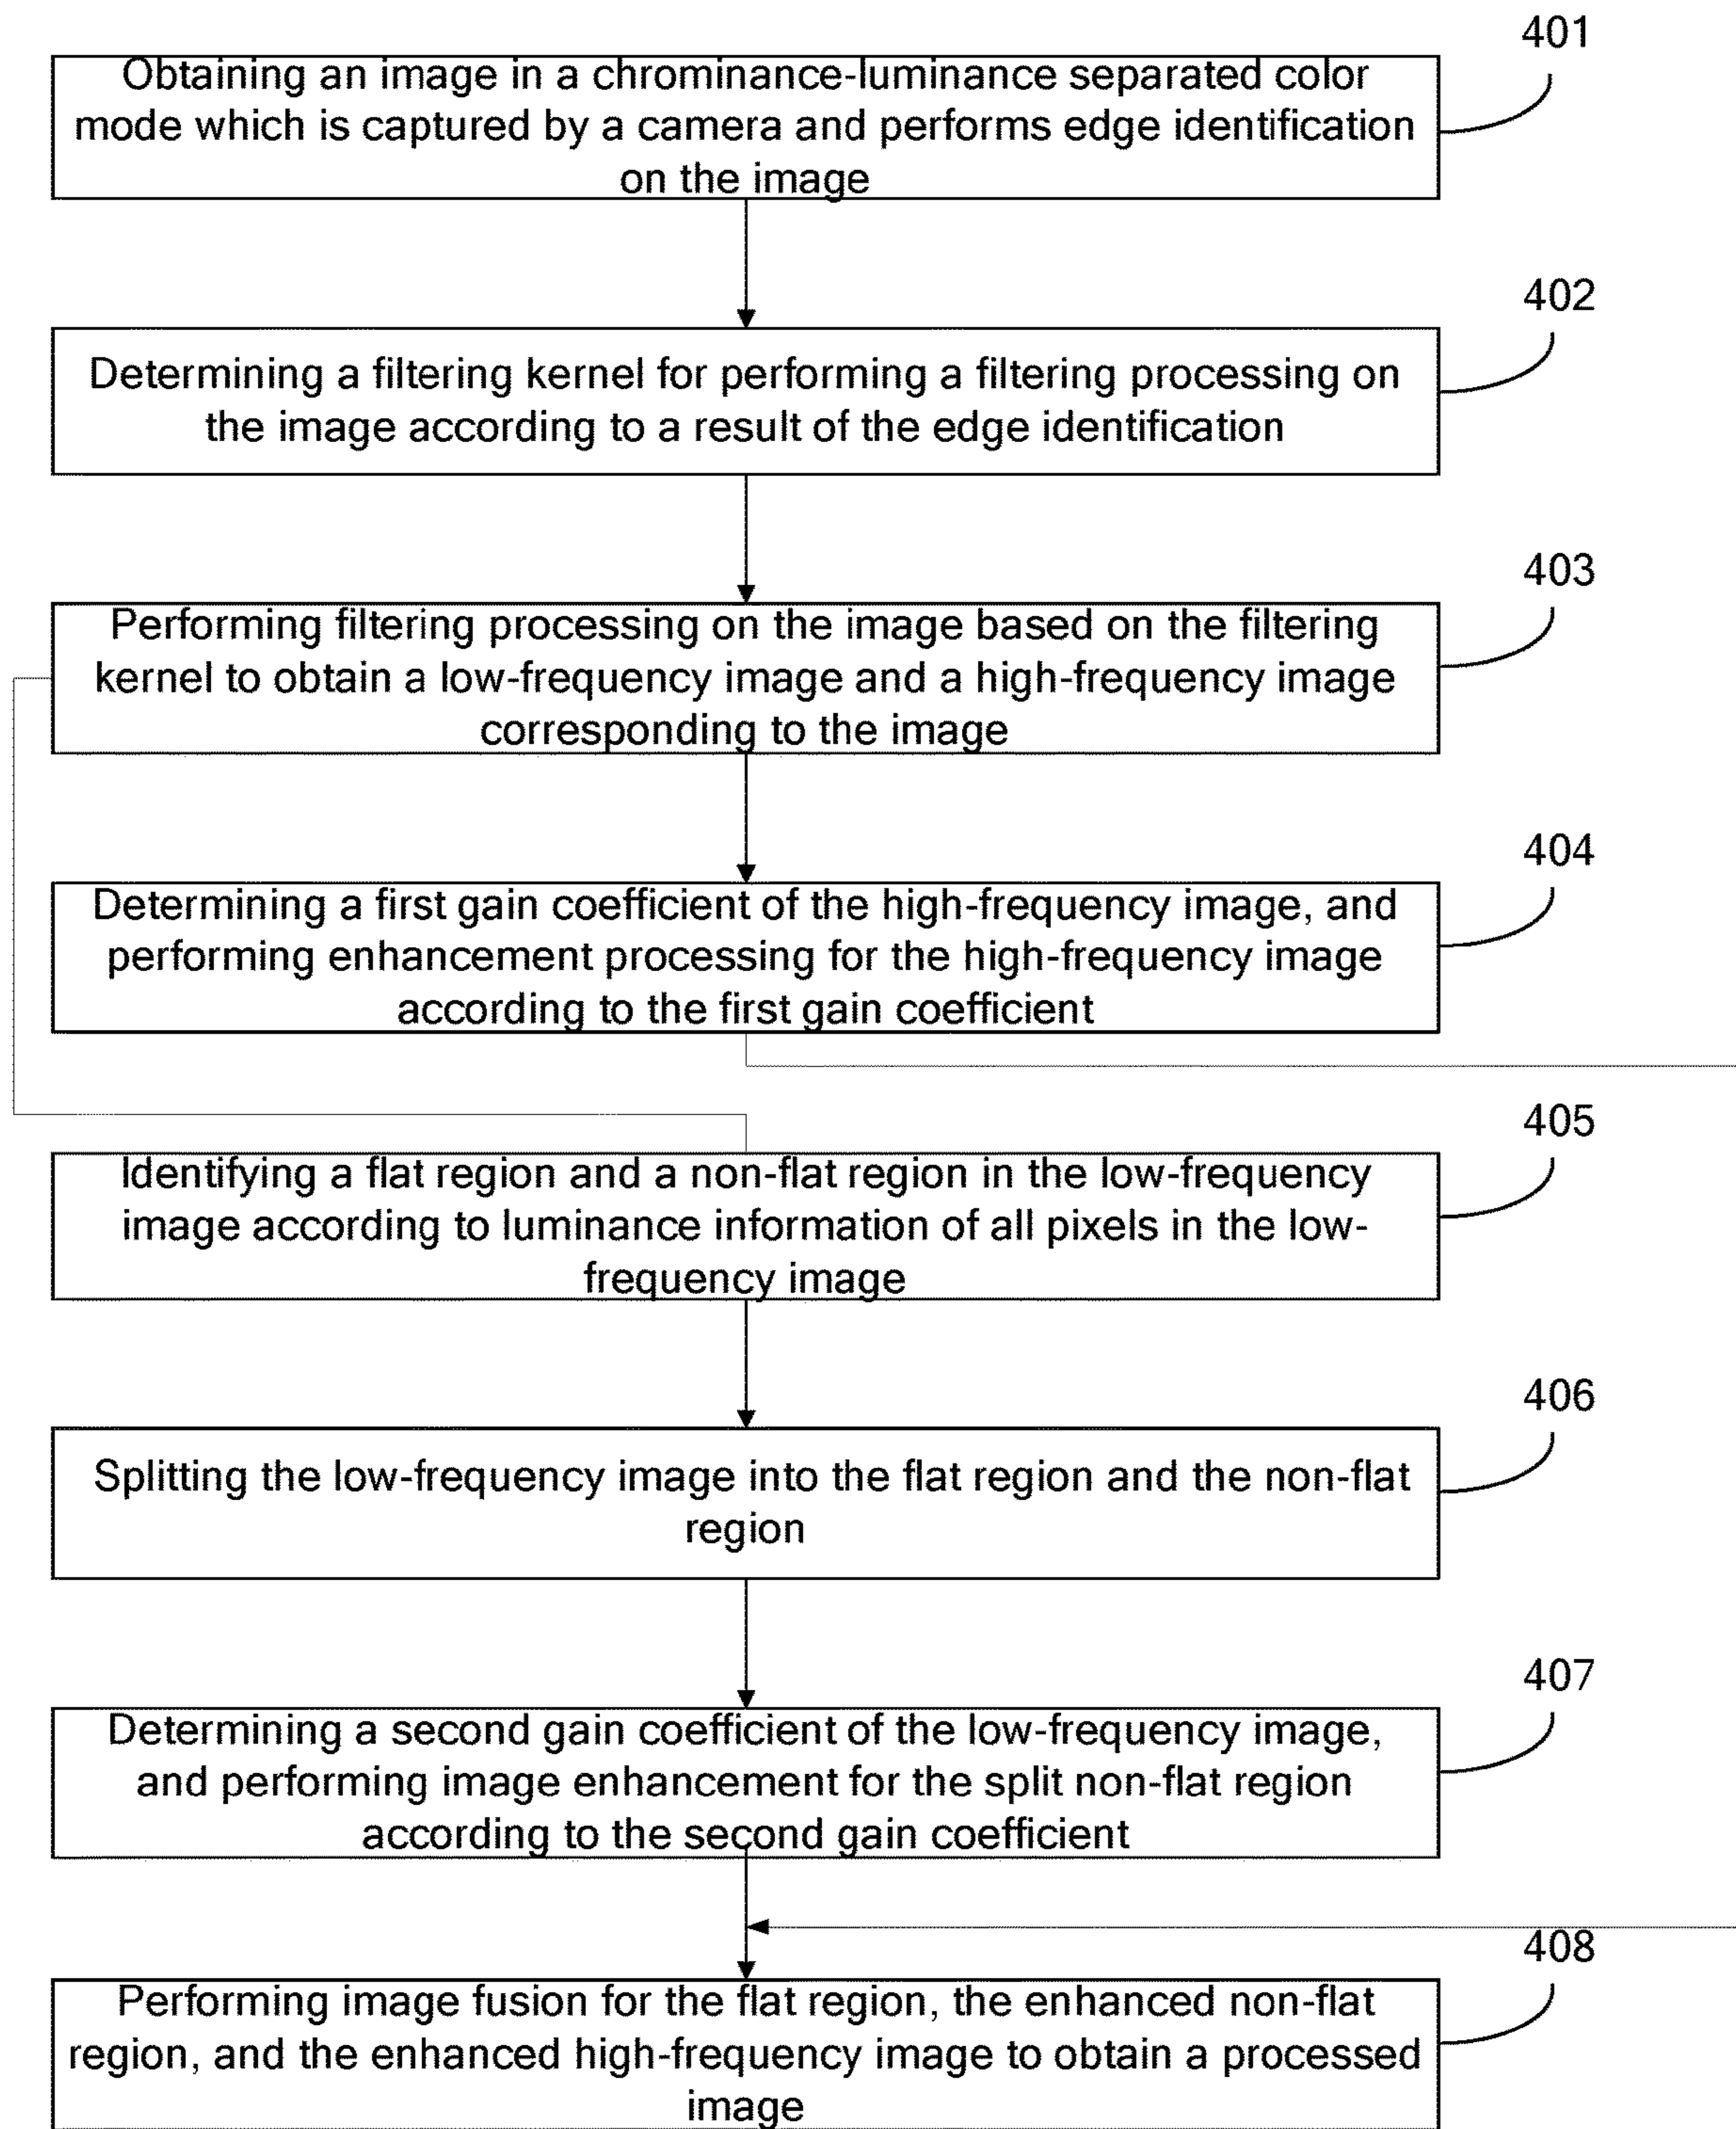 401
Obtaining an image in a chrominance-luminance separated color
mode which is captured by a camera and performs edge identification
on the image
402
Determining a filtering kernel for performing a filtering processing on
the image according to a result of the edge identification
403
Performing filtering processing on the image based on the filtering
kernel to obtain a low-frequency image and a high-frequency image
corresponding to the image
404
Determining a first gain coefficient of the high-frequency image, and
performing enhancement processing for the high-frequency image
according to the first gain coefficient
405
Identifying a flat region and a non-flat region in the low-frequency
image according to luminance information of all pixels in the low-
frequency image
406
Splitting the low-frequency image into the flat region and the non-flat
region
407
Determining a second gain coefficient of the low-frequency image,
and performing image enhancement for the split non-flat region
according to the second gain coefficient
408
Performing image fusion for the flat region, the enhanced non-flat
region, and the enhanced high-frequency image to obtain a processed
image